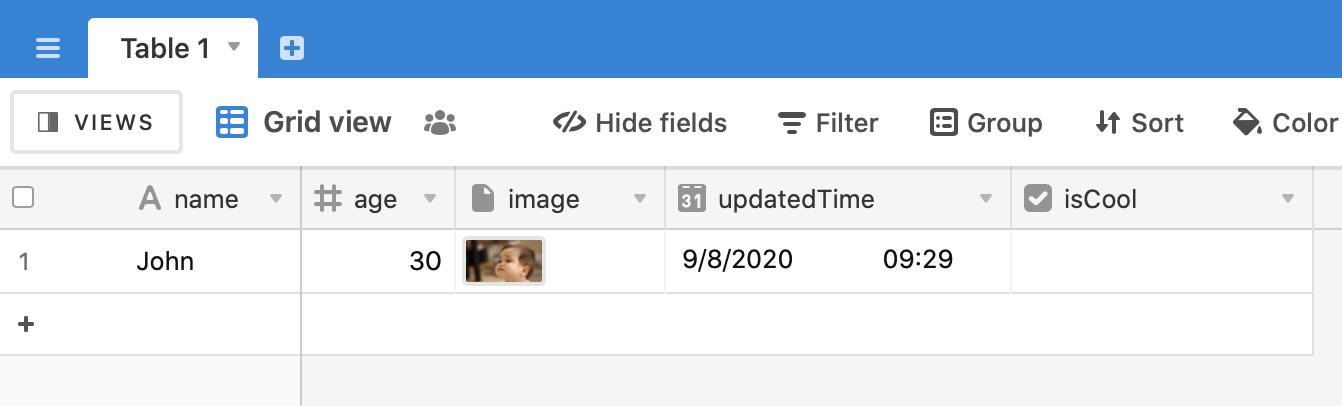 Table 1
VIEWS Grid view Hide fields Filter Group Sort Color
name age image 31 updatedTime isCool
1 John 30 9/8/2020 09:29